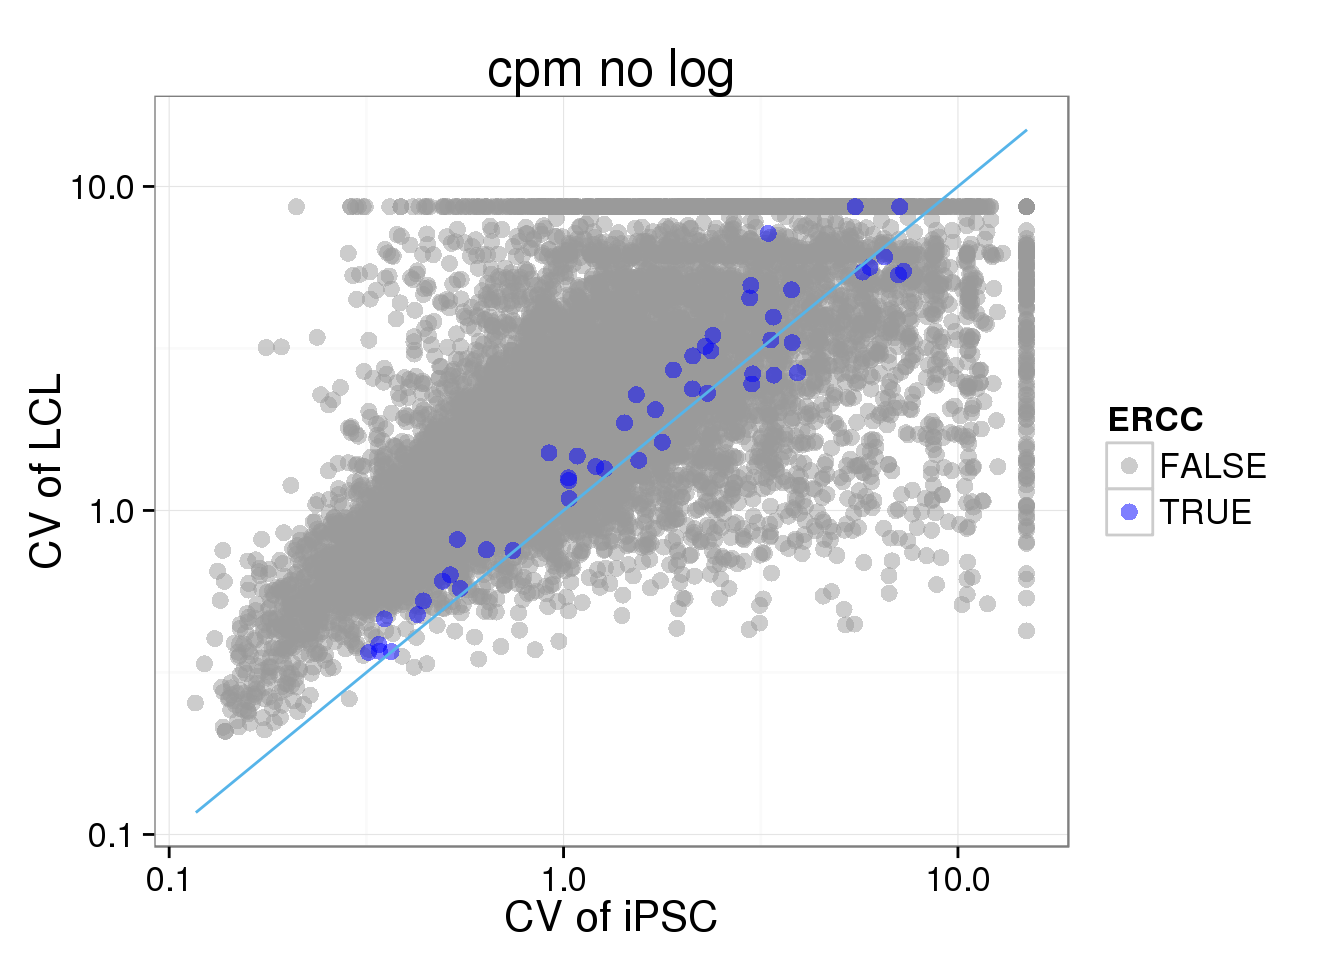 cpm no log
10.0
1.0
0.1
CV of LCL
0.1
1.0
10.0
CV of iPSC
ERCC
FALSE
TRUE